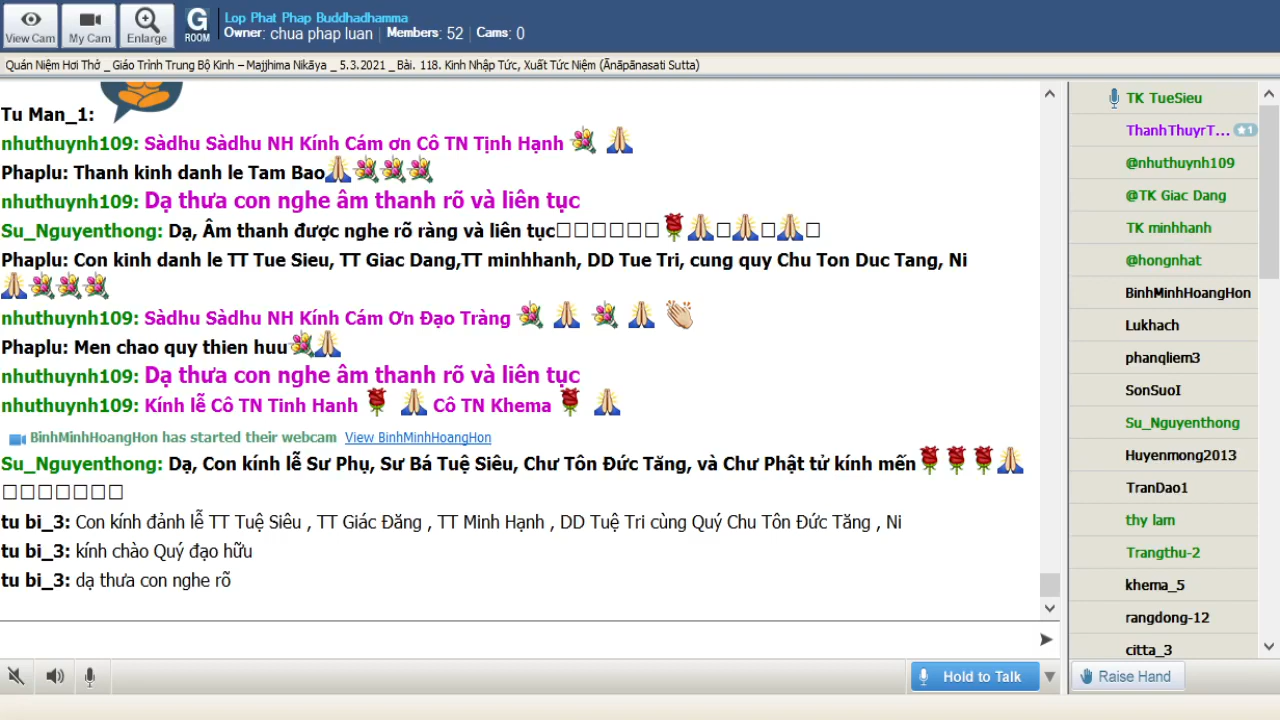 Lop Phat Phap Buddhadhamma
View Cam My Cam Enlarge G ROOM Owner: chua phap luan Members: 52 Cams: 0
Quán Niệm Hơi Thở _ Giáo Trình Trung Bộ Kinh – Majjhima Nikāya _ 5.3.2021 _ Bài. 118. Kinh Nhập Tức, Xuất Tức Niệm (Ānāpānasati Sutta)
Tu Man_1:
nhuthuynh109: Sàdhu Sàdhu NH Kính Cám ơn Cô TN Tịnh Hạnh
Phaplu: Thanh kinh danh le Tam Bao
nhuthuynh109: Dạ thưa con nghe âm thanh rõ và liên tục
Su_Nguyenthong: Dạ, Âm thanh được nghe rõ ràng và liên tục
Phaplu: Con kinh danh le TT Tue Sieu, TT Giac Dang,TT minhhanh, DD Tue Tri, cung quy Chu Ton Duc Tang, Ni
nhuthuynh109: Sàdhu Sàdhu NH Kính Cám Ơn Đạo Tràng
Phaplu: Men chao quy thien huu
nhuthuynh109: Dạ thưa con nghe âm thanh rõ và liên tục
nhuthuynh109: Kính lễ Cô TN Tinh Hanh Cô TN Khema
BinhMinhHoangHon has started their webcam View BinhMinhHoangHon
Su_Nguyenthong: Dạ, Con kính lễ Sư Phụ, Sư Bá Tuệ Siêu, Chư Tôn Đức Tăng, và Chư Phật tử kính mến
tu bi_3: Con kính đảnh lễ TT Tuệ Siêu , TT Giác Đăng , TT Minh Hạnh , DD Tuệ Tri cùng Quý Chu Tôn Đức Tăng , Ni
tu bi_3: kính chào Quý đạo hữu
tu bi_3: dạ thưa con nghe rõ
TK TueSieu
ThanhThuyrT... 1
@nhuthuynh109
@TK Giac Dang
TK minhhanh
@hongnhat
BinhMinhHoangHon
Lukhach
phanqliem3
SonSuoI
Su_Nguyenthong
Huyenmong2013
TranDao1
thy lam
Trangthu-2
khema_5
rangdong-12
citta_3
Hold to Talk
Raise Hand